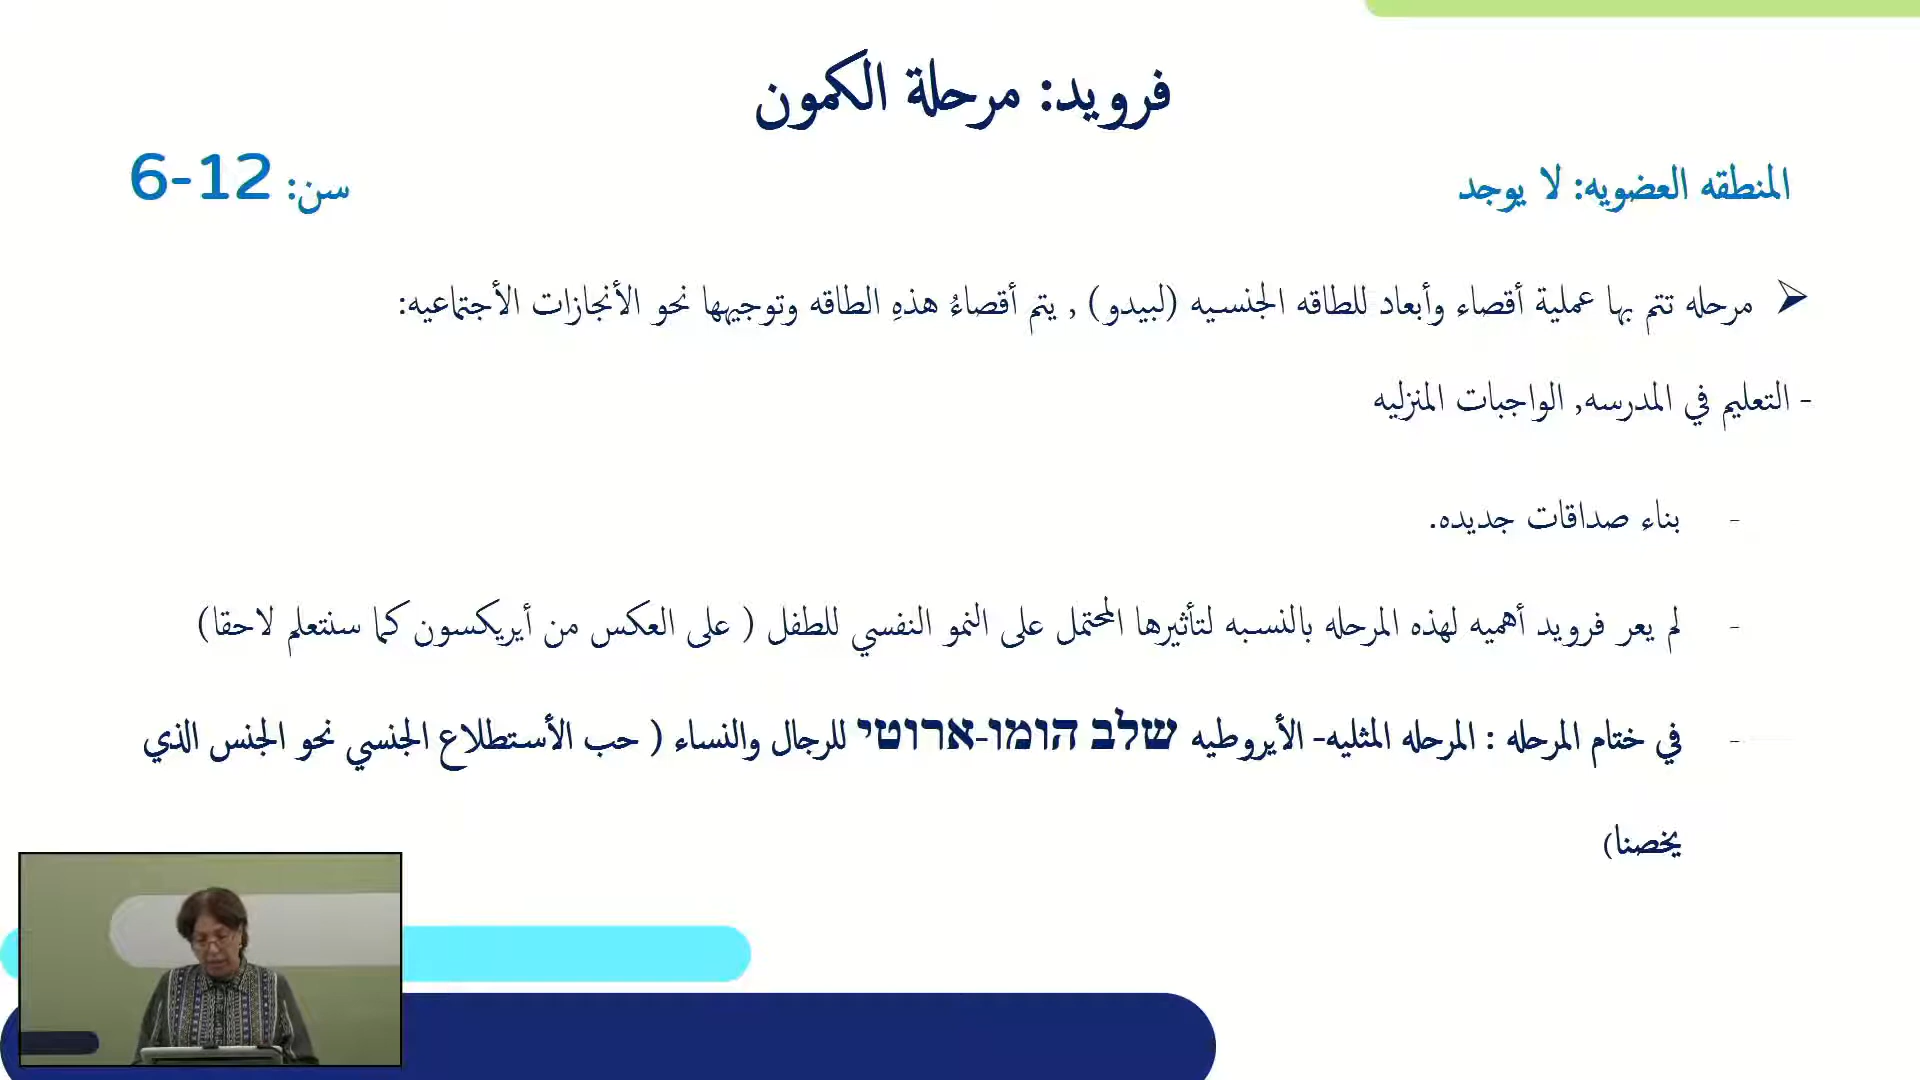 فرويد: مرحلة الكمون
المنطقه العضويه: لا يوجد
سن: 6-12
مرحله تتم بها عملية أقصاء وأبعاد للطاقه الجنسيه (لبيدو) , يتم أقصاءُ هذهِ الطاقه وتوجيهها نحو الأنجازات الأجتماعيه:
- التعليم في المدرسه, الواجبات المنزليه
- بناء صداقات جديده.
- لم يعر فرويد أهميه لهذه المرحله بالنسبه لتأثيرها المحتمل على النمو النفسي للطفل ( على العكس من أيريكسون كما سنتعلم لاحقا)
- في ختام المرحله : المرحله المثليه- الأيروطيه שלב הומו-ארוטי للرجال والنساء ( حب الأستطلاع الجنسي نحو الجنس الذي
يخصنا)